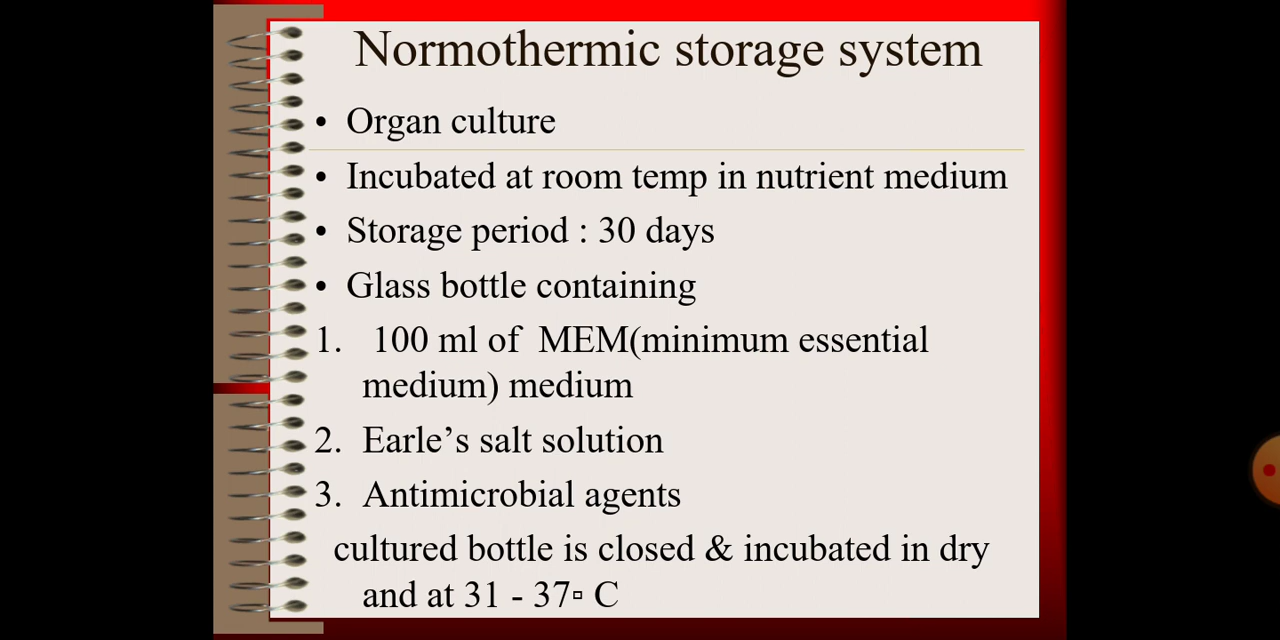 Normothermic storage system
• Organ culture
• Incubated at room temp in nutrient medium
• Storage period : 30 days
• Glass bottle containing
1. 100 ml of MEM(minimum essential
medium) medium
2. Earle’s salt solution
3. Antimicrobial agents
cultured bottle is closed & incubated in dry
and at 31 - 37▫ C